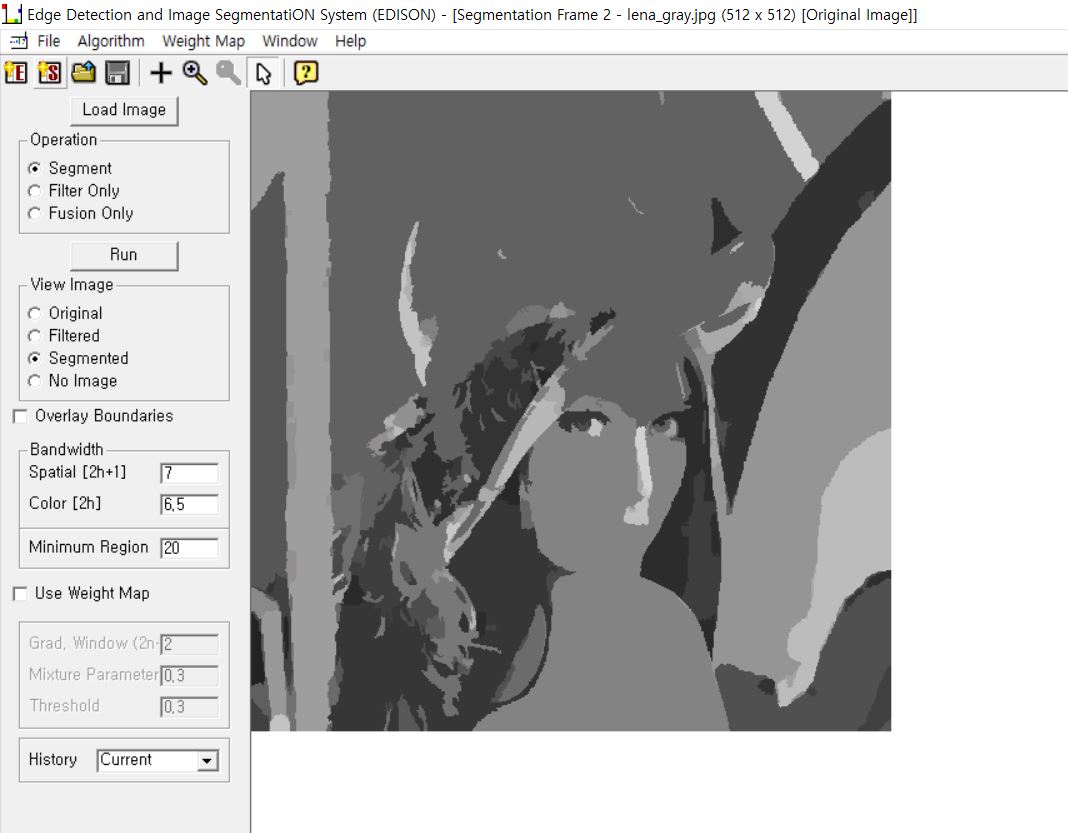 Edge Detection and Image SegmentatiON System (EDISON) - [Segmentation Frame 2 - lena_gray.jpg (512 x 512) [Original Image]]
File Algorithm Weight Map Window Help
E S ?
Load Image
Operation
Segment
Filter Only
Fusion Only
Run
View Image
Original
Filtered
Segmented
No Image
Overlay Boundaries
Bandwidth
Spatial [2h+1] 7
Color [2h] 6,5
Minimum Region 20
Use Weight Map
Grad, Window (2n- 2
Mixture Parameter 0,3
Threshold 0,3
History Current